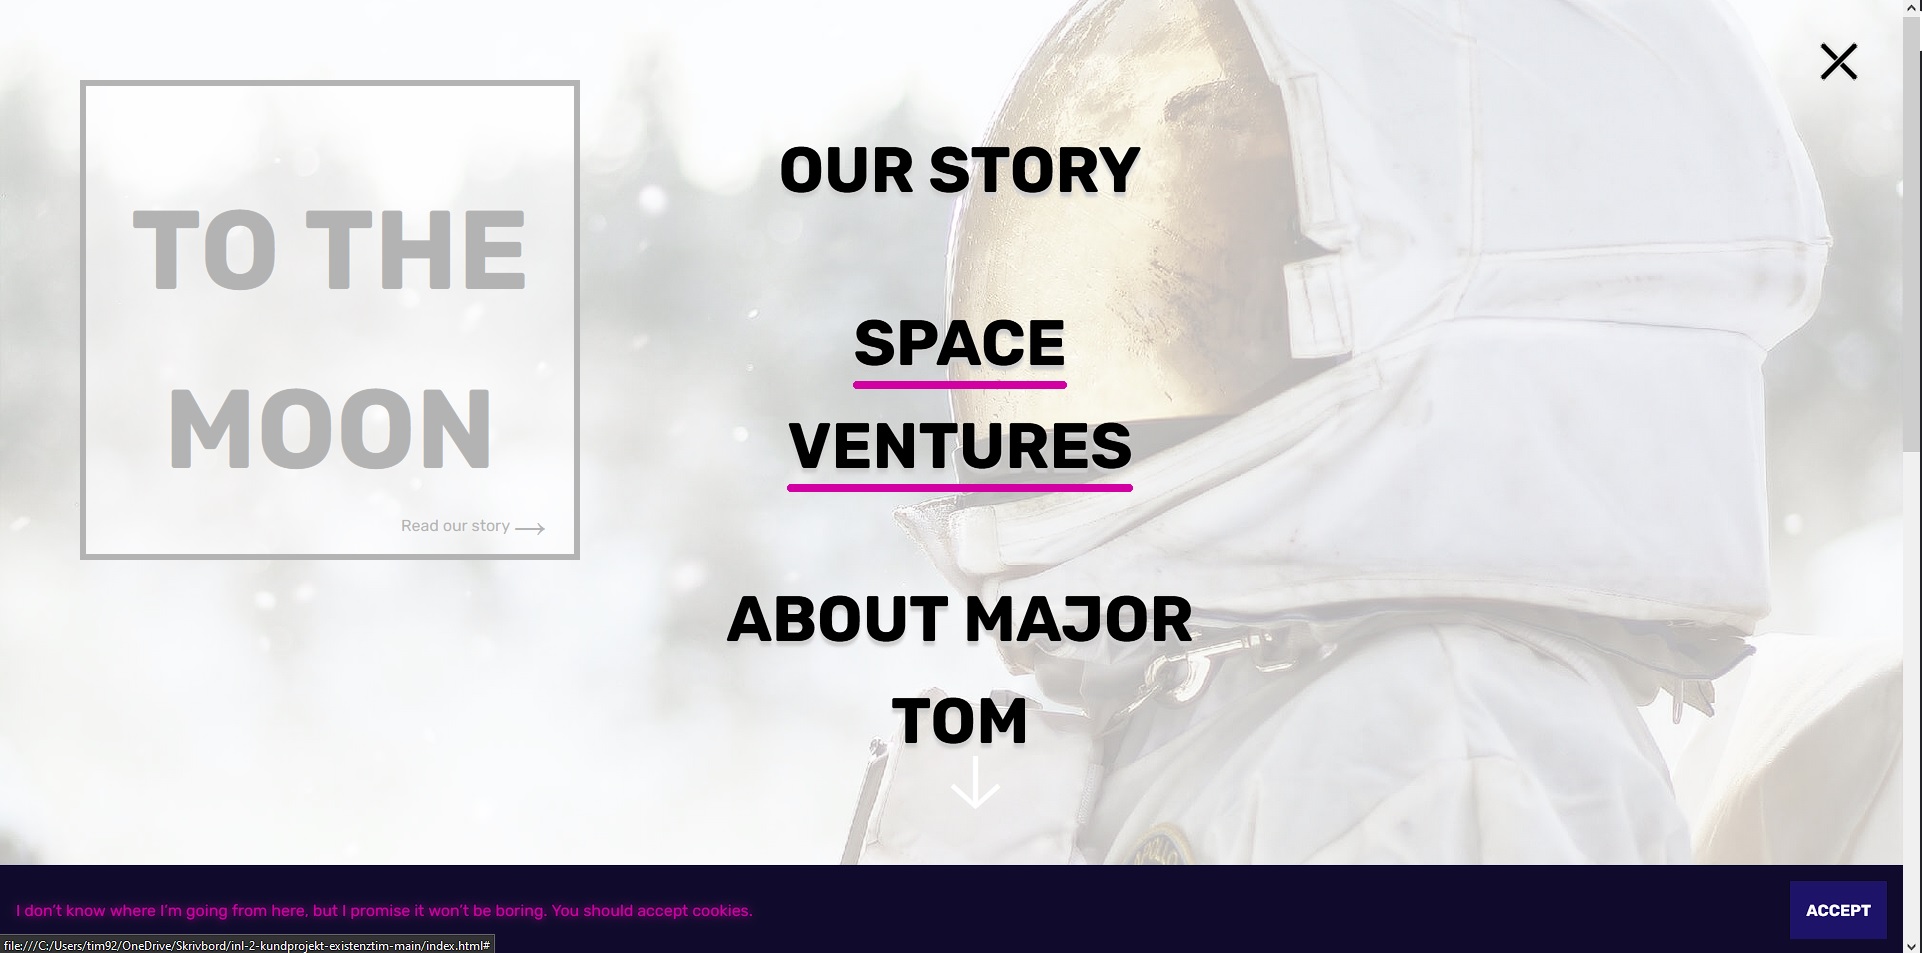 TO THE
MOON
Read our story
OUR STORY
SPACE
VENTURES
ABOUT MAJOR
TOM
APOLLO
I don't know where I'm going from here, but I promise it won't be boring. You should accept cookies.
ACCEPT
file:///C:/Users/tim92/OneDrive/Skrivbord/inl-2-kundprojekt-existenztim-main/index.html#